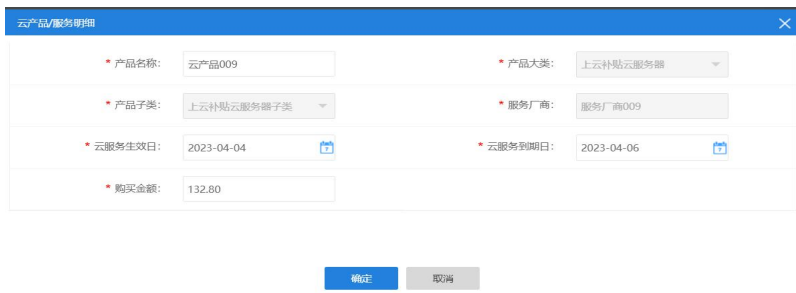 云产品/服务明细
* 产品名称: 云产品009 * 产品大类: 上云补贴云服务器
* 产品子类: 上云补贴云服务器子类 * 服务厂商: 服务厂商009
* 云服务生效日: 2023-04-04 * 云服务到期日: 2023-04-06
* 购买金额: 132.80
确定 取消